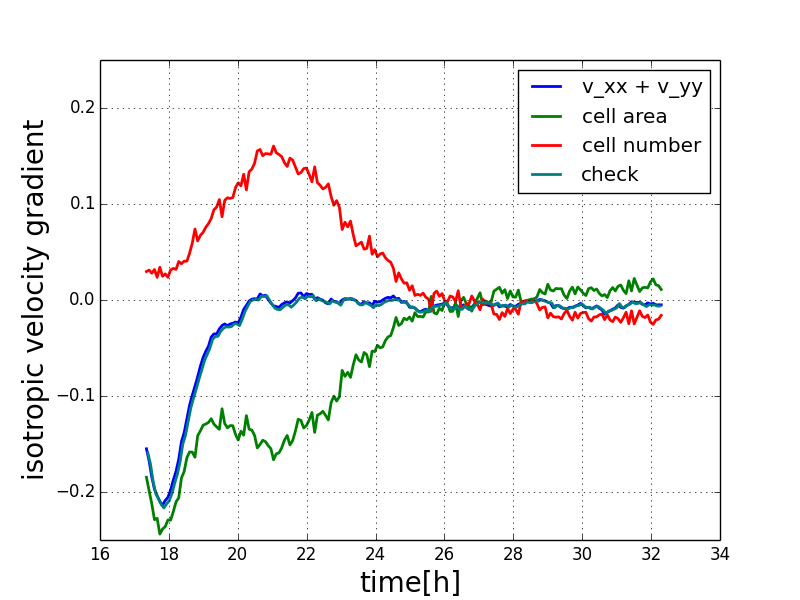 v_xx + v_yy
cell area
cell number
check
isotropic velocity gradient
0.2
0.1
0.0
−0.1
−0.2
16 18 20 22 24 26 28 30 32 34
time[h]